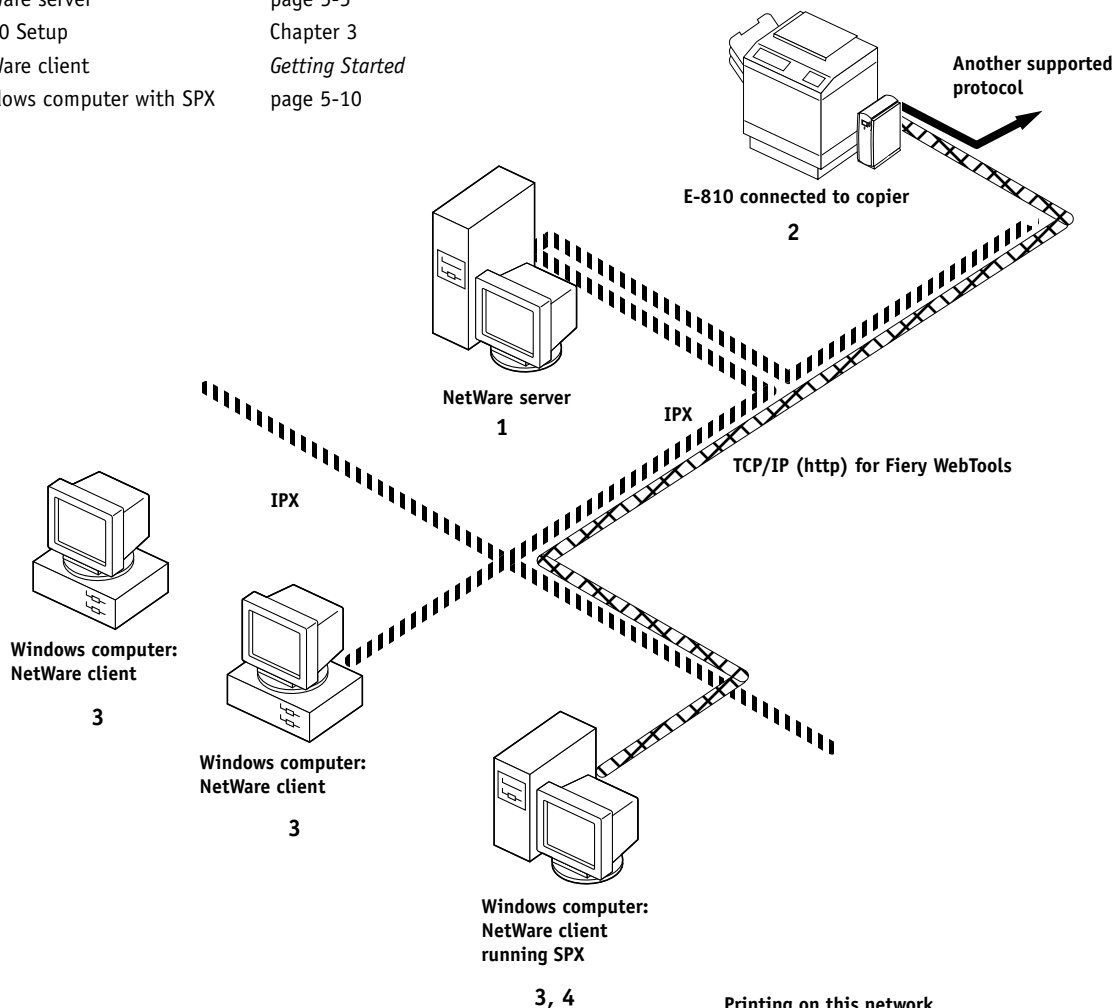 page 5-5
0 Setup Chapter 3
are client Getting Started
lows computer with SPX page 5-10
Another supported
protocol
E-810 connected to copier
2
NetWare server
1
IPX
TCP/IP (http) for Fiery WebTools
IPX
Windows computer:
NetWare client
3
Windows computer:
NetWare client
3
Windows computer:
NetWare client
running SPX
3, 4
Printing on this network